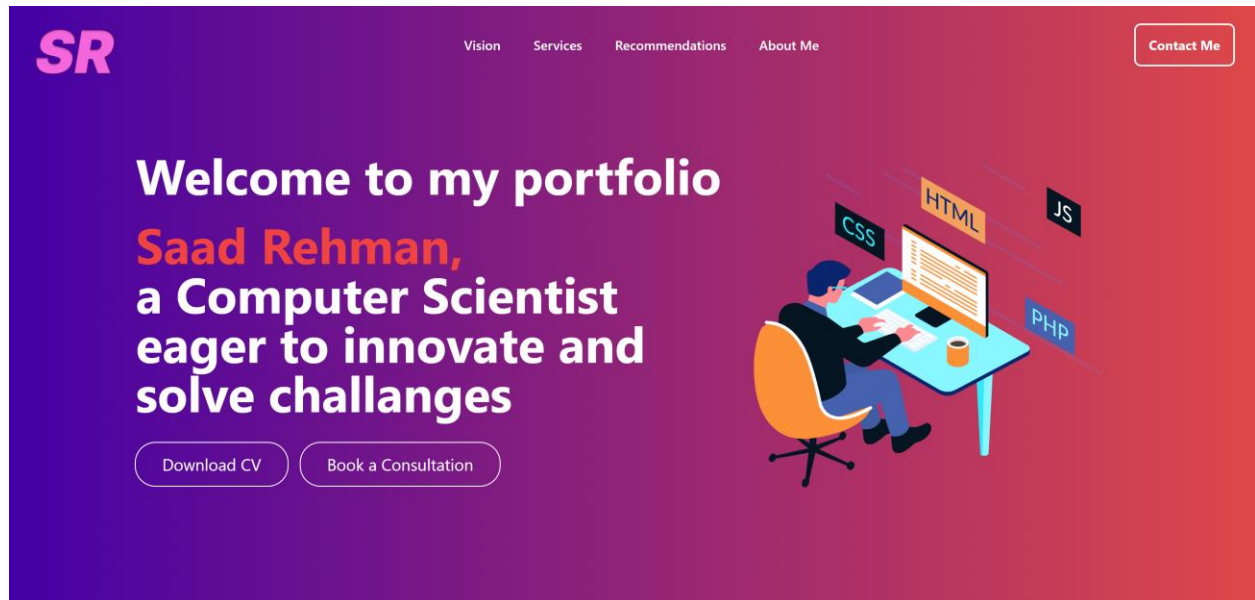 SR
Vision
Services
Recommendations
About Me
Contact Me
Welcome to my portfolio
Saad Rehman,
a Computer Scientist
eager to innovate and
solve challanges
Download CV
Book a Consultation
CSS
HTML
JS
PHP